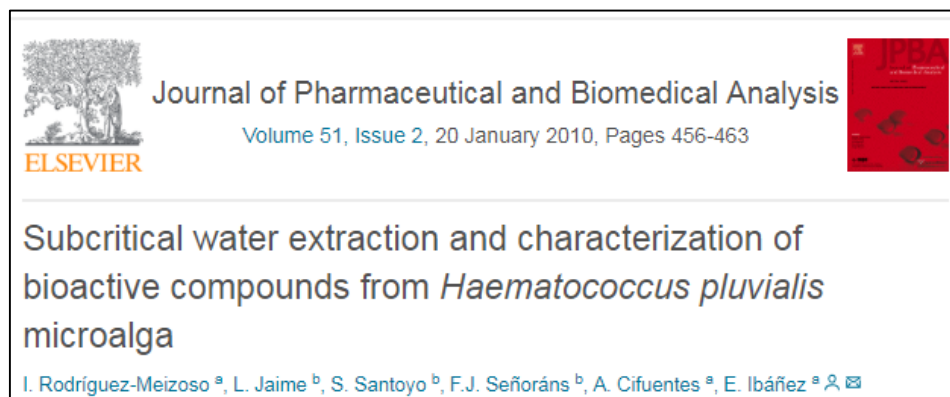 Journal of Pharmaceutical and Biomedical Analysis
Volume 51, Issue 2, 20 January 2010, Pages 456-463
ELSEVIER
JPBA
Subcritical water extraction and characterization of
bioactive compounds from Haematococcus pluvialis
microalga
I. Rodríguez-Meizoso ª, L. Jaime ᵇ, S. Santoyo ᵇ, F.J. Señoráns ᵇ, A. Cifuentes ª, E. Ibáñez ª